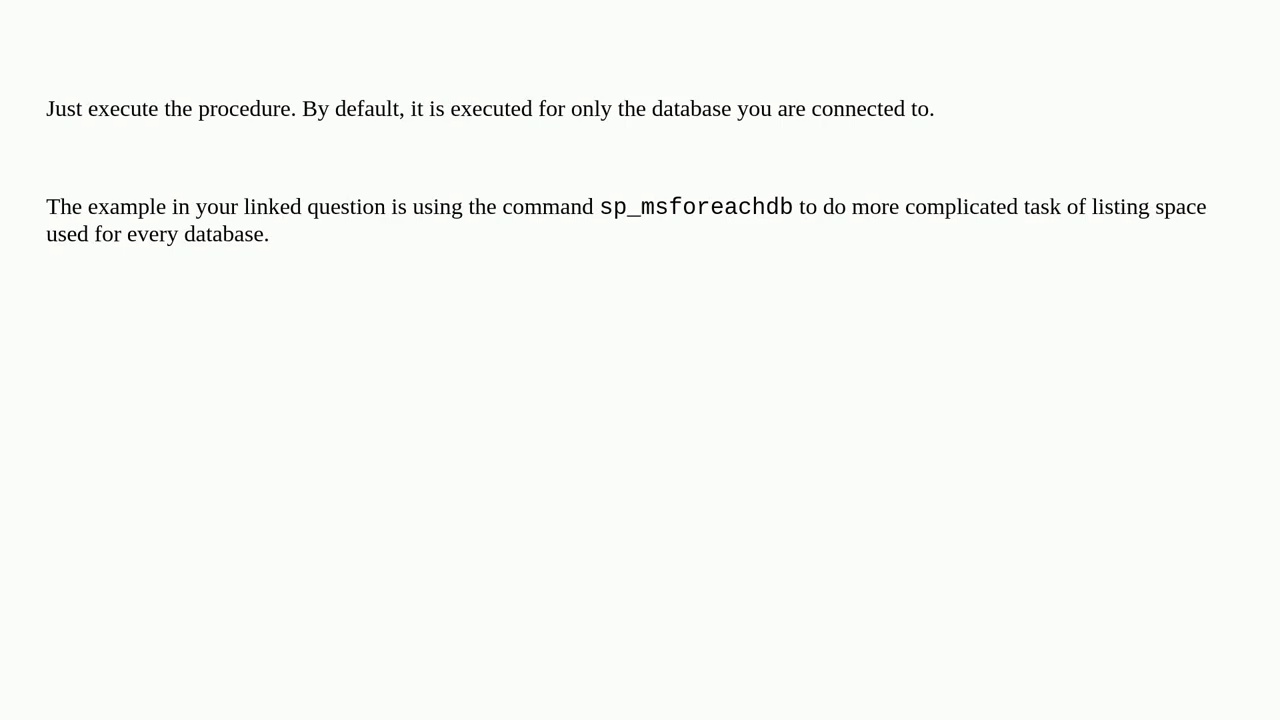 Just execute the procedure. By default, it is executed for only the database you are connected to.
The example in your linked question is using the command sp_msforeachdb to do more complicated task of listing space
used for every database.